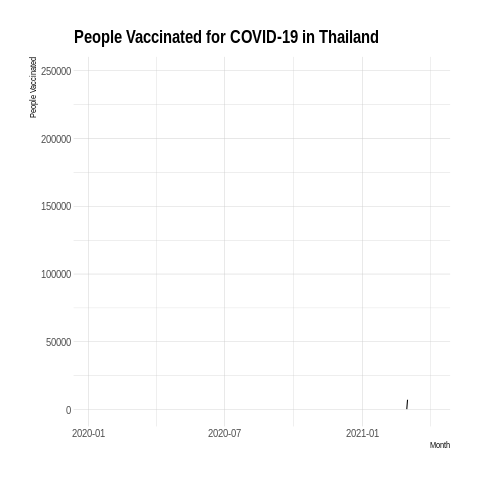 People Vaccinated for COVID-19 in Thailand
People Vaccinated
250000
200000
150000
100000
50000
0
2020-01 2020-07 2021-01
Month